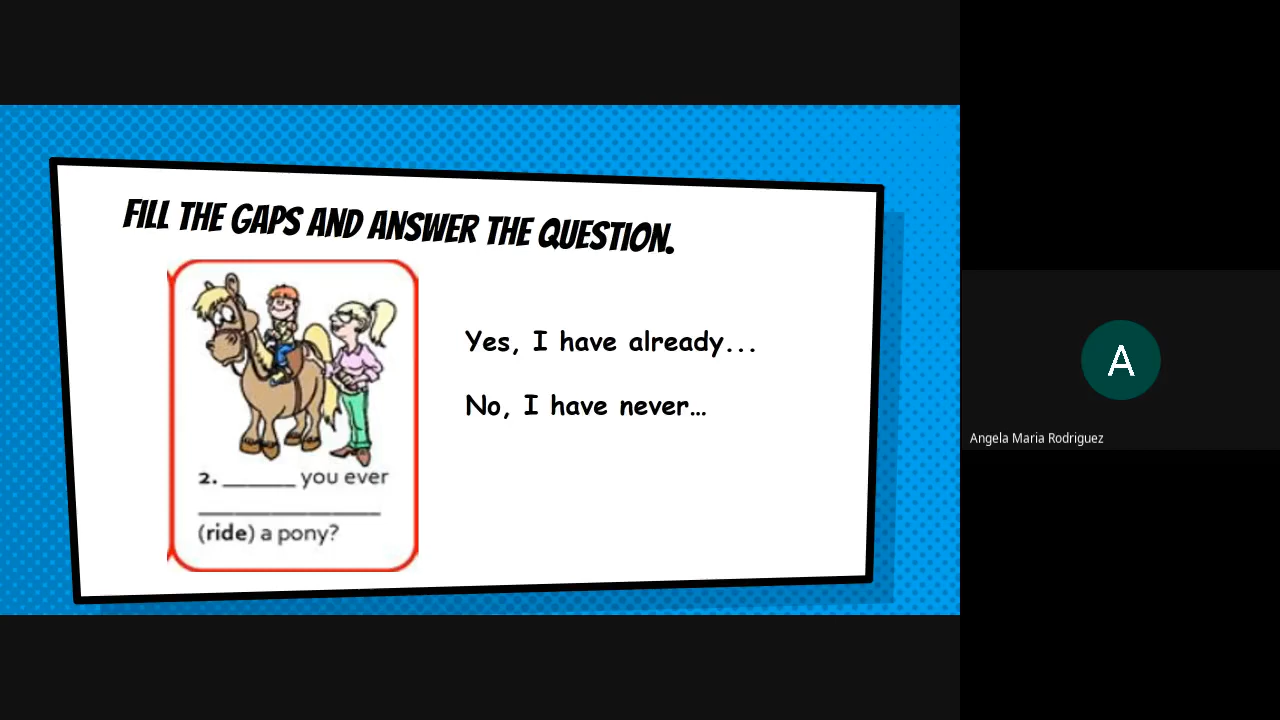 FILL THE GAPS AND ANSWER THE QUESTION.
Yes, I have already...
No, I have never...
2. ______ you ever
_______________
(ride) a pony?
A
Angela Maria Rodriguez